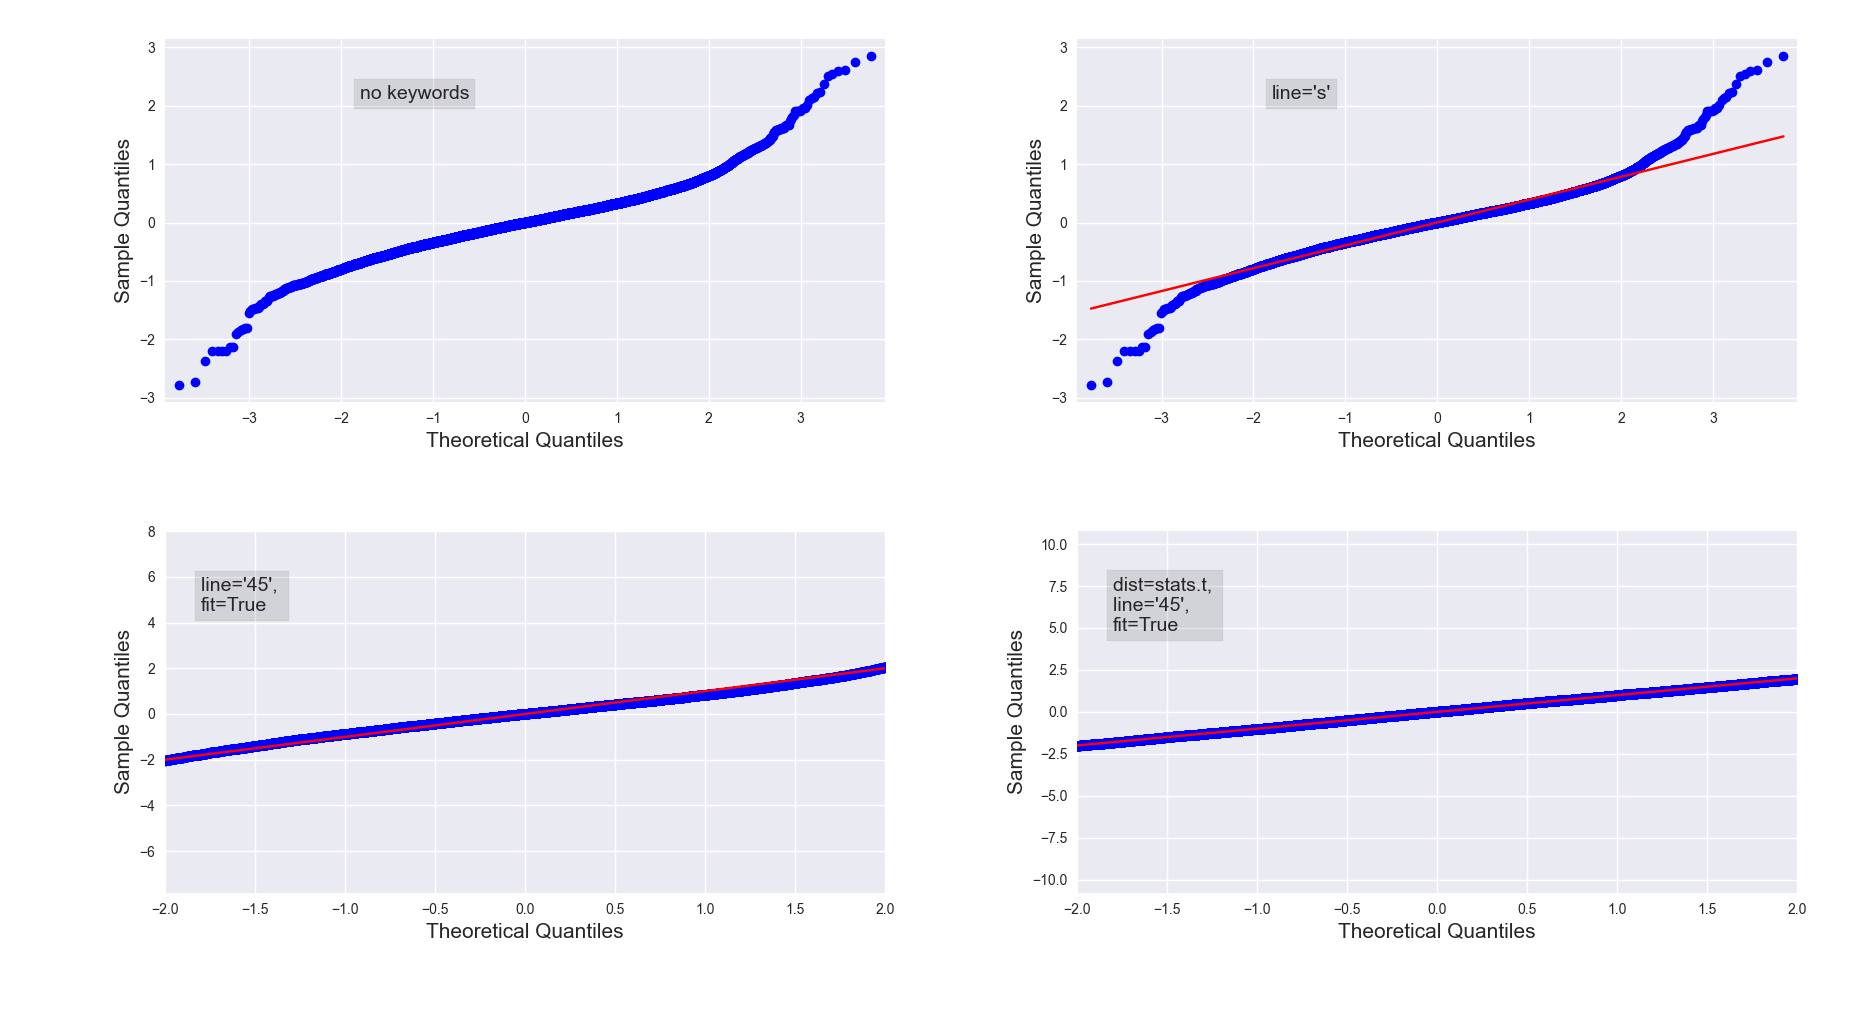 3
2
1
0
−1
−2
−3
Sample Quantiles
no keywords
−3 −2 −1 0 1 2 3
Theoretical Quantiles
3
2
1
0
−1
−2
−3
Sample Quantiles
line='s'
−3 −2 −1 0 1 2 3
Theoretical Quantiles
8
6
4
2
0
−2
−4
−6
Sample Quantiles
line='45',
fit=True
−2.0 −1.5 −1.0 −0.5 0.0 0.5 1.0 1.5 2.0
Theoretical Quantiles
10.0
7.5
5.0
2.5
0.0
−2.5
−5.0
−7.5
−10.0
Sample Quantiles
dist=stats.t,
line='45',
fit=True
−2.0 −1.5 −1.0 −0.5 0.0 0.5 1.0 1.5 2.0
Theoretical Quantiles